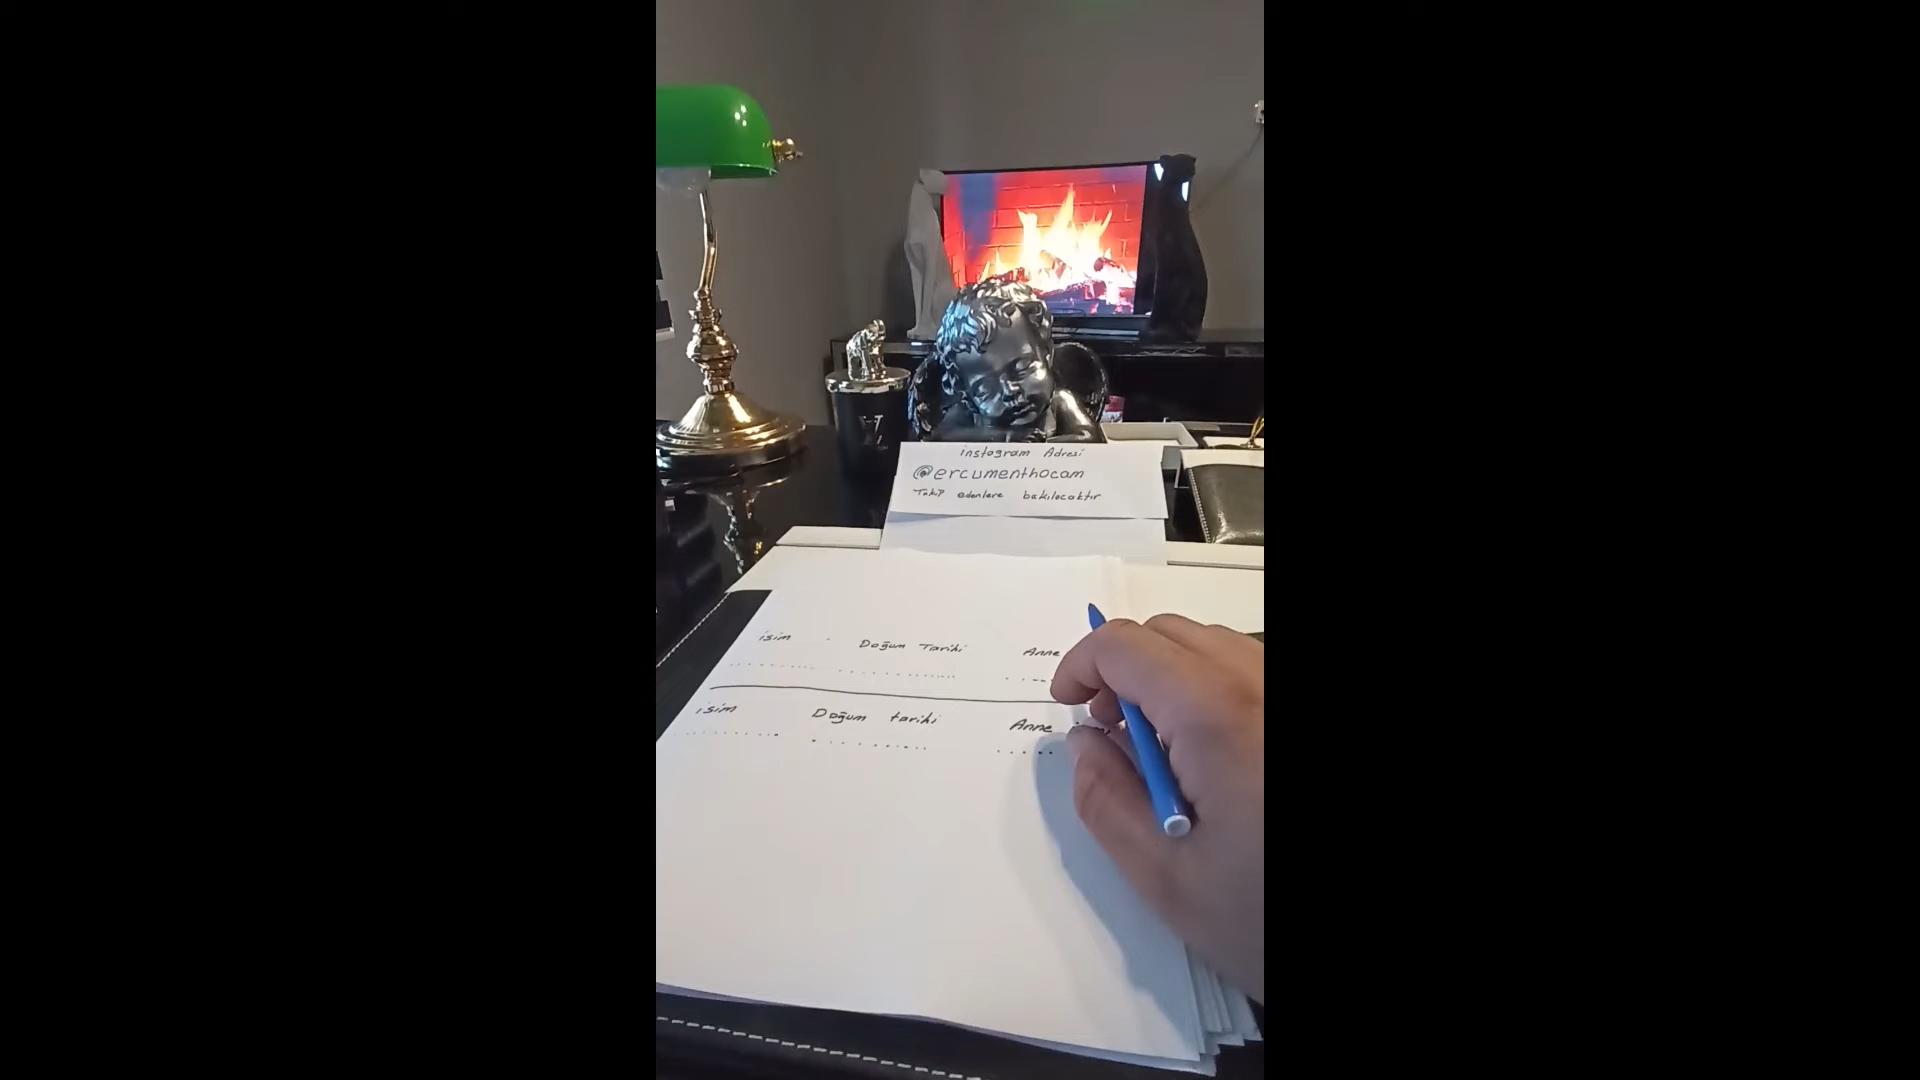 instagram Adresi
@ercumenthocam
Takip edenlere bakılacaktır
isim Doğum Tarihi Anne
isim Doğum tarihi Anne